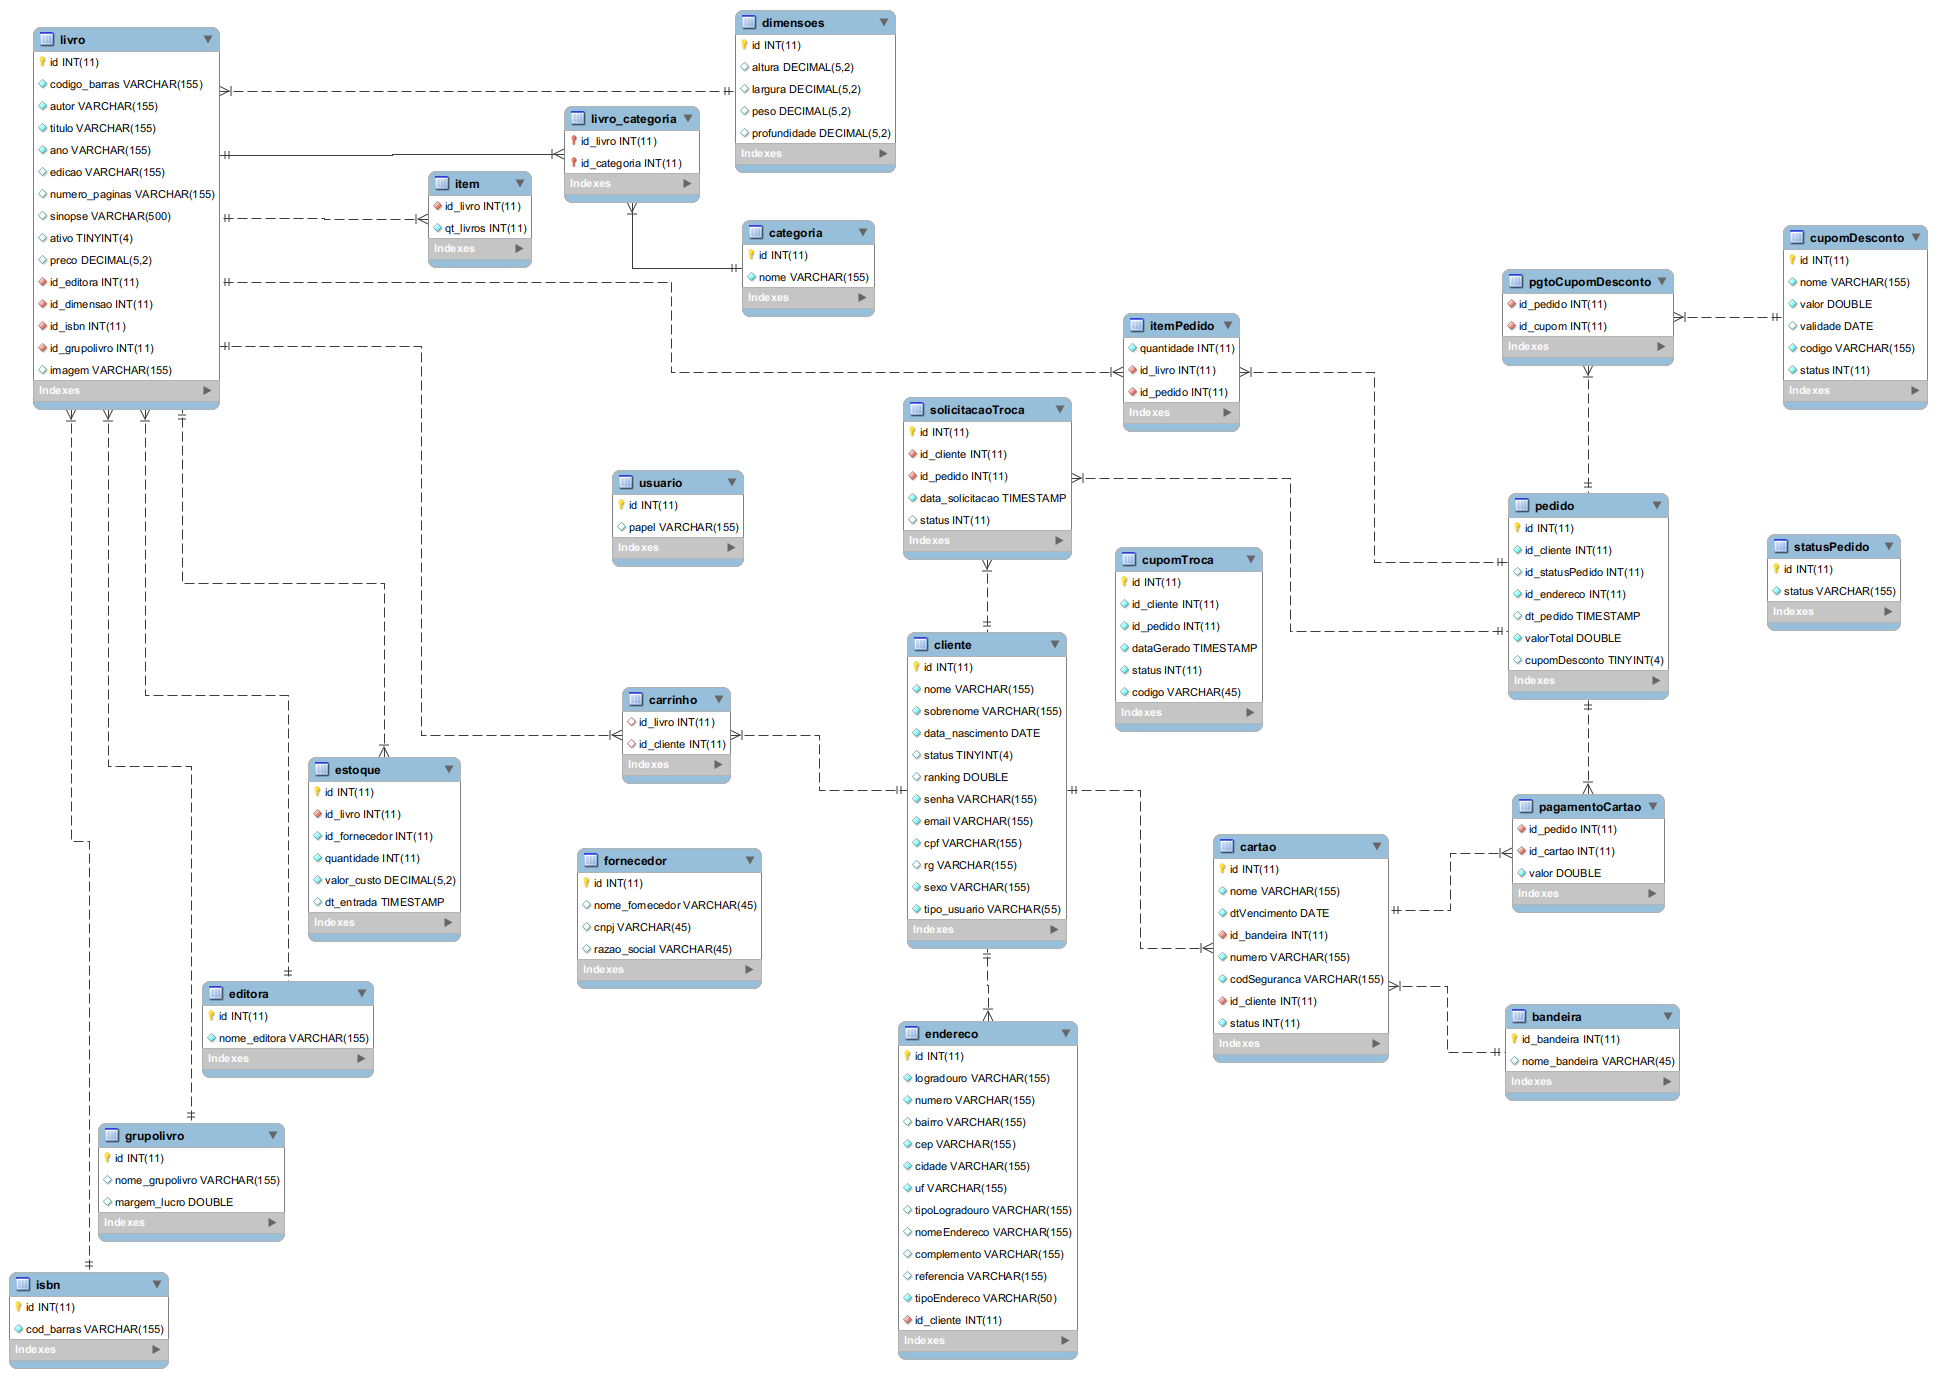 livro
id INT(11)
codigo_barras VARCHAR(155)
autor VARCHAR(155)
titulo VARCHAR(155)
ano VARCHAR(155)
edicao VARCHAR(155)
numero_paginas VARCHAR(155)
sinopse VARCHAR(500)
ativo TINYINT(4)
preco DECIMAL(5,2)
id_editora INT(11)
id_dimensao INT(11)
id_isbn INT(11)
id_grupolivro INT(11)
imagem VARCHAR(155)
Indexes
dimensoes
id INT(11)
altura DECIMAL(5,2)
largura DECIMAL(5,2)
peso DECIMAL(5,2)
profundidade DECIMAL(5,2)
Indexes
livro_categoria
id_livro INT(11)
id_categoria INT(11)
Indexes
item
id_livro INT(11)
qt_livros INT(11)
Indexes
categoria
id INT(11)
nome VARCHAR(155)
Indexes
cupomDesconto
id INT(11)
nome VARCHAR(155)
valor DOUBLE
validade DATE
codigo VARCHAR(155)
status INT(11)
Indexes
pgtoCupomDesconto
id_pedido INT(11)
id_cupom INT(11)
Indexes
itemPedido
quantidade INT(11)
id_livro INT(11)
id_pedido INT(11)
Indexes
solicitacaoTroca
id INT(11)
id_cliente INT(11)
id_pedido INT(11)
data_solicitacao TIMESTAMP
status INT(11)
Indexes
usuario
id INT(11)
papel VARCHAR(155)
Indexes
pedido
id INT(11)
id_cliente INT(11)
id_statusPedido INT(11)
id_endereco INT(11)
dt_pedido TIMESTAMP
valorTotal DOUBLE
cupomDesconto TINYINT(4)
Indexes
statusPedido
id INT(11)
status VARCHAR(155)
Indexes
cupomTroca
id INT(11)
id_cliente INT(11)
id_pedido INT(11)
dataGerado TIMESTAMP
status INT(11)
codigo VARCHAR(45)
Indexes
cliente
id INT(11)
nome VARCHAR(155)
sobrenome VARCHAR(155)
data_nascimento DATE
status TINYINT(4)
ranking DOUBLE
senha VARCHAR(155)
email VARCHAR(155)
cpf VARCHAR(155)
rg VARCHAR(155)
sexo VARCHAR(155)
tipo_usuario VARCHAR(55)
Indexes
carrinho
id_livro INT(11)
id_cliente INT(11)
Indexes
estoque
id INT(11)
id_livro INT(11)
id_fornecedor INT(11)
quantidade INT(11)
valor_custo DECIMAL(5,2)
dt_entrada TIMESTAMP
Indexes
fornecedor
id INT(11)
nome_fornecedor VARCHAR(45)
cnpj VARCHAR(45)
razao_social VARCHAR(45)
Indexes
pagamentoCartao
id_pedido INT(11)
id_cartao INT(11)
valor DOUBLE
Indexes
cartao
id INT(11)
nome VARCHAR(155)
dtVencimento DATE
id_bandeira INT(11)
numero VARCHAR(155)
codSeguranca VARCHAR(155)
id_cliente INT(11)
status INT(11)
Indexes
editora
id INT(11)
nome_editora VARCHAR(155)
Indexes
bandeira
id_bandeira INT(11)
nome_bandeira VARCHAR(45)
Indexes
endereco
id INT(11)
logradouro VARCHAR(155)
numero VARCHAR(155)
bairro VARCHAR(155)
cep VARCHAR(155)
cidade VARCHAR(155)
uf VARCHAR(155)
tipoLogradouro VARCHAR(155)
nomeEndereco VARCHAR(155)
complemento VARCHAR(155)
referencia VARCHAR(155)
tipoEndereco VARCHAR(50)
id_cliente INT(11)
Indexes
grupolivro
id INT(11)
nome_grupolivro VARCHAR(155)
margem_lucro DOUBLE
Indexes
isbn
id INT(11)
cod_barras VARCHAR(155)
Indexes